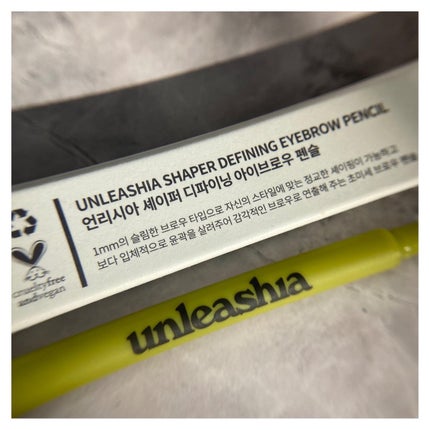 UNLEASHIA SHAPER DEFINING EYEBROW PENCIL
언리시아 셰이퍼 디파이닝 아이브로우 펜슬
1mm의 슬림한 브로우 타입으로 자신의 스타일에 맞는 정교한 셰이핑이 가능하고
보다 입체적으로 윤곽을 살려주어 감각적인 브로우로 연출해 주는 초미세 브로우 펜슬
crueltyfree
andvegan
unleashia